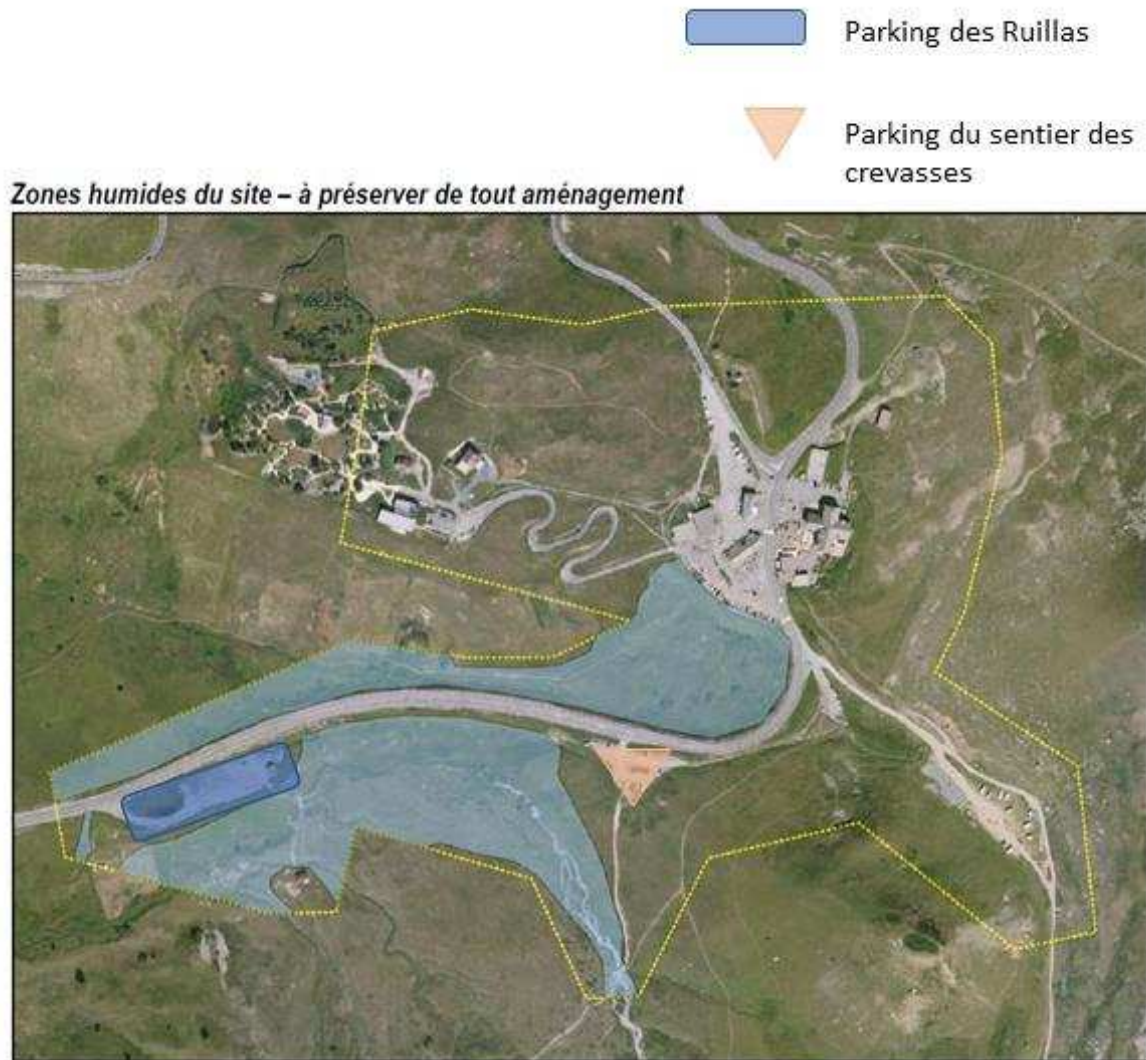 Parking des Ruillas
Parking du sentier des
crevasses
Zones humides du site – à préserver de tout aménagement